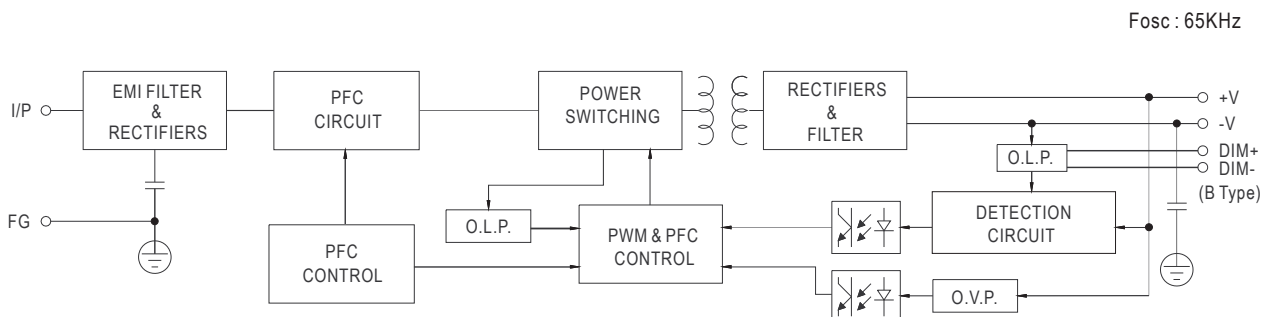 Fosc : 65KHz
I/P
EMI FILTER
&
RECTIFIERS
PFC
CIRCUIT
POWER
SWITCHING
RECTIFIERS
&
FILTER
+V
-V
O.L.P.
DIM+
DIM-
(B Type)
FG
PFC
CONTROL
O.L.P.
PWM & PFC
CONTROL
DETECTION
CIRCUIT
O.V.P.